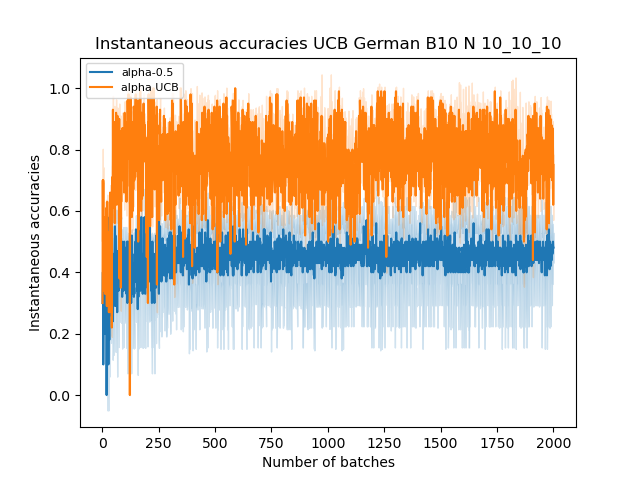 Instantaneous accuracies UCB German B10 N 10_10_10
alpha-0.5
alpha UCB
1.0
0.8
0.6
0.4
0.2
0.0
Instantaneous accuracies
0 250 500 750 1000 1250 1500 1750 2000
Number of batches